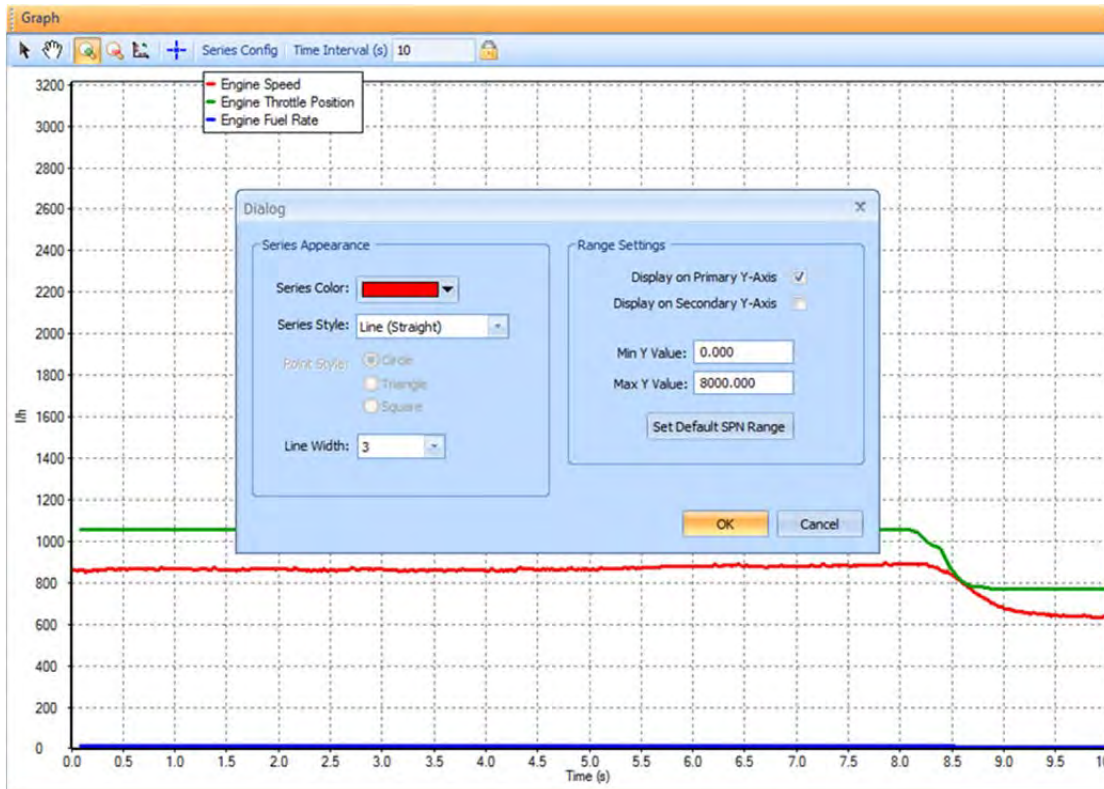 Graph
Series Config Time Interval (s) 10
Engine Speed
Engine Throttle Position
Engine Fuel Rate
3200
3000
2800
2600
2400
2200
2000
1800
1600
1400
1200
1000
800
600
400
200
0
l/h
Dialog
Series Appearance
Series Color:
Series Style: Line (Straight)
Point Style: Circle
Triangle
Square
Line Width: 3
Range Settings
Display on Primary Y-Axis
Display on Secondary Y-Axis
Min Y Value: 0.000
Max Y Value: 8000.000
Set Default SPN Range
OK Cancel
0.0 0.5 1.0 1.5 2.0 2.5 3.0 3.5 4.0 4.5 5.0 5.5 6.0 6.5 7.0 7.5 8.0 8.5 9.0 9.5 10
Time (s)